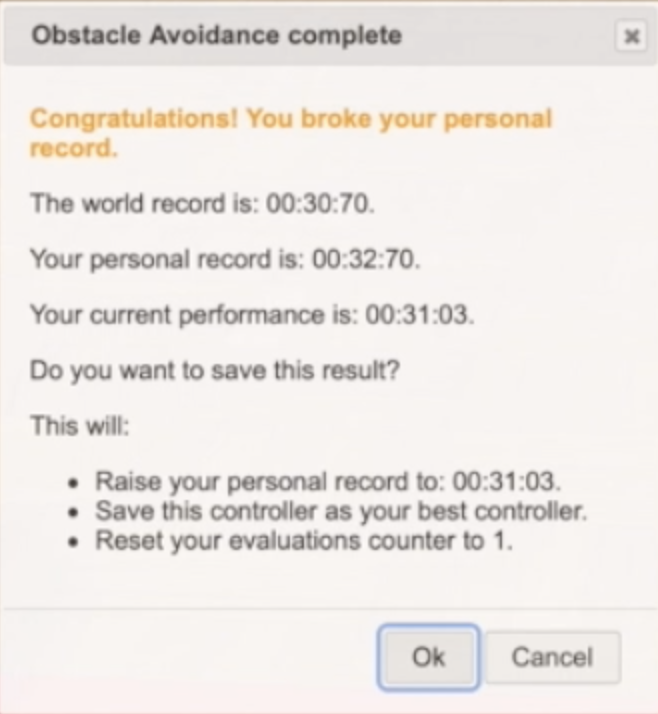 Obstacle Avoidance complete
Congratulations! You broke your personal
record.
The world record is: 00:30:70.
Your personal record is: 00:32:70.
Your current performance is: 00:31:03.
Do you want to save this result?
This will:
• Raise your personal record to: 00:31:03.
• Save this controller as your best controller.
• Reset your evaluations counter to 1.
Ok Cancel